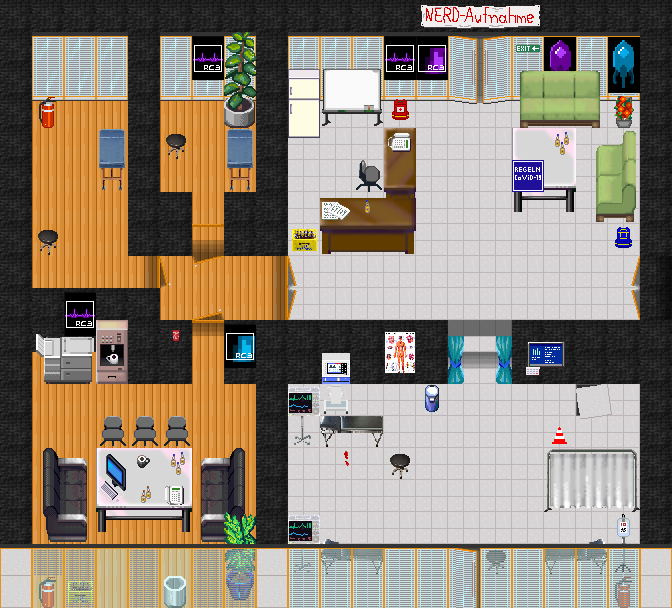 NERD-Aufnahme
EXIT ←
RC3
RC3
RC3
REGELN
CoViD-19
RC3
RC3